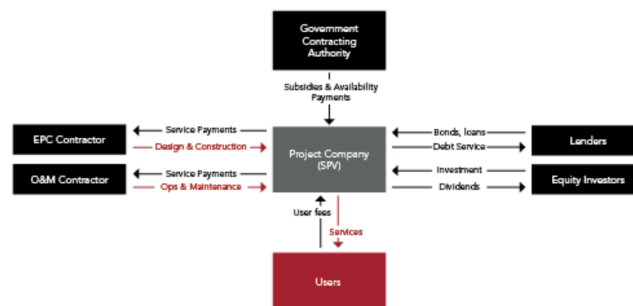 Government
Contracting
Authority
Subsidies & Availability
Payments
EPC Contractor
Service Payments
Design & Construction
Project Company
(SPV)
Bonds, loans
Debt Service
Lenders
O&M Contractor
Service Payments
Ops & Maintenance
Investment
Dividends
Equity Investors
User fees
Services
Users